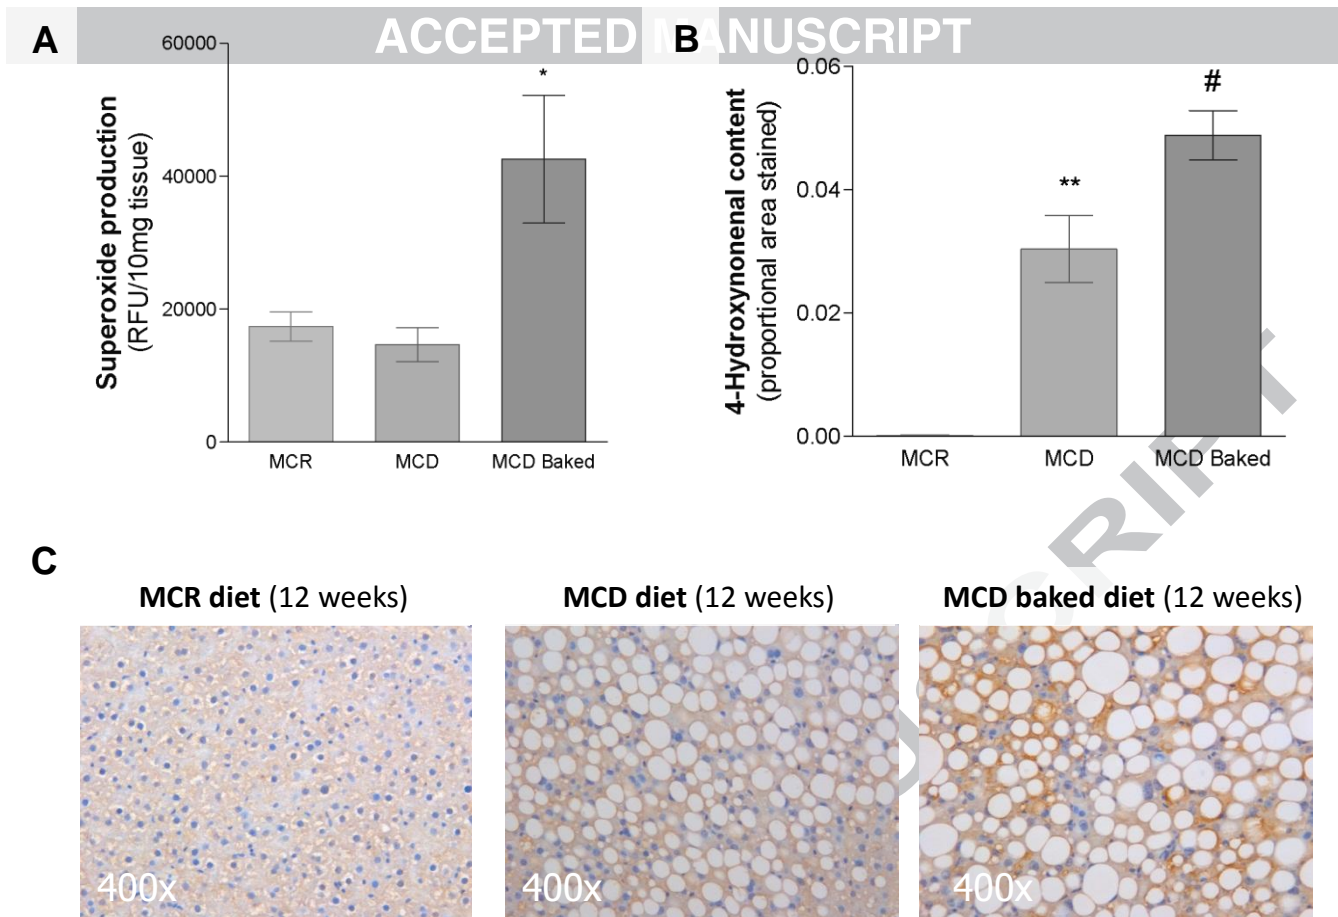 ACCEPTED MANUSCRIPT
A
B
60000
40000
20000
0
Superoxide production
(RFU/10mg tissue)
*
MCR MCD MCD Baked
0.06
0.04
0.02
0.00
4-Hydroxynonenal content
(proportional area stained)
**
#
MCR MCD MCD Baked
C
MCR diet (12 weeks) MCD diet (12 weeks) MCD baked diet (12 weeks)
400x 400x 400x